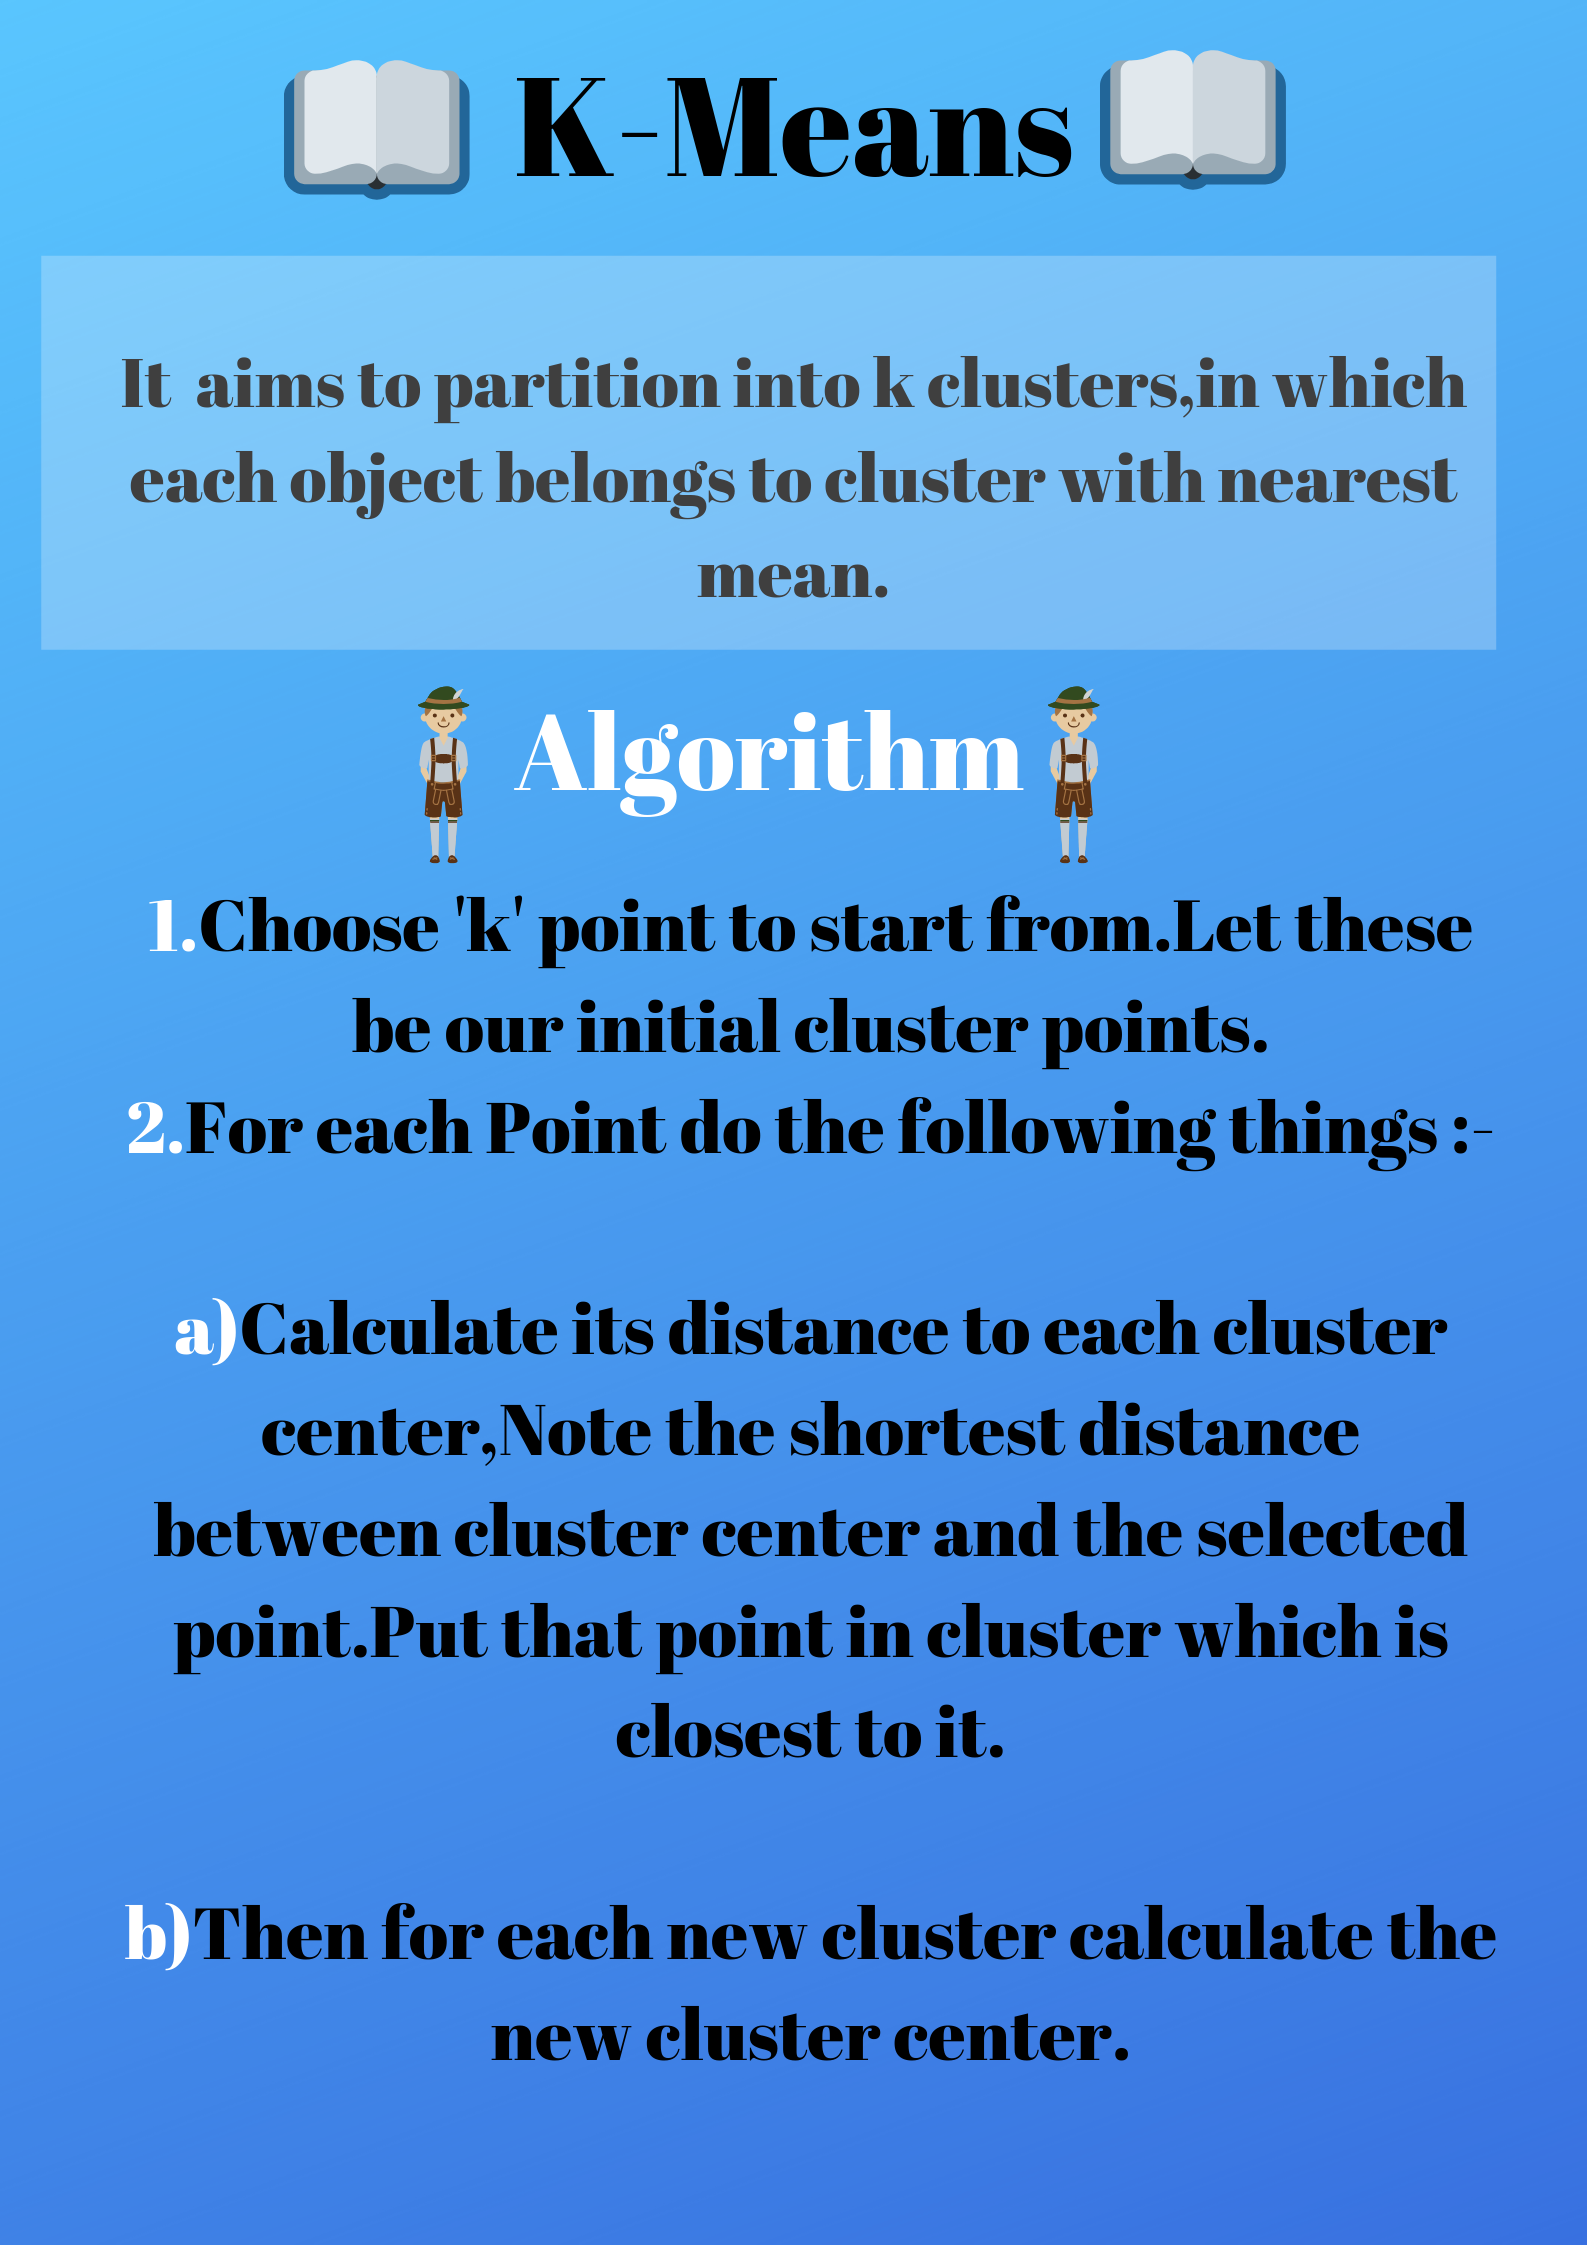 K-Means
It  aims to partition into k clusters,in which
each object belongs to cluster with nearest
mean.
Algorithm
1.Choose 'k' point to start from.Let these
be our initial cluster points.
2.For each Point do the following things :-
a)Calculate its distance to each cluster
center,Note the shortest distance
between cluster center and the selected
point.Put that point in cluster which is
closest to it.
b)Then for each new cluster calculate the
new cluster center.